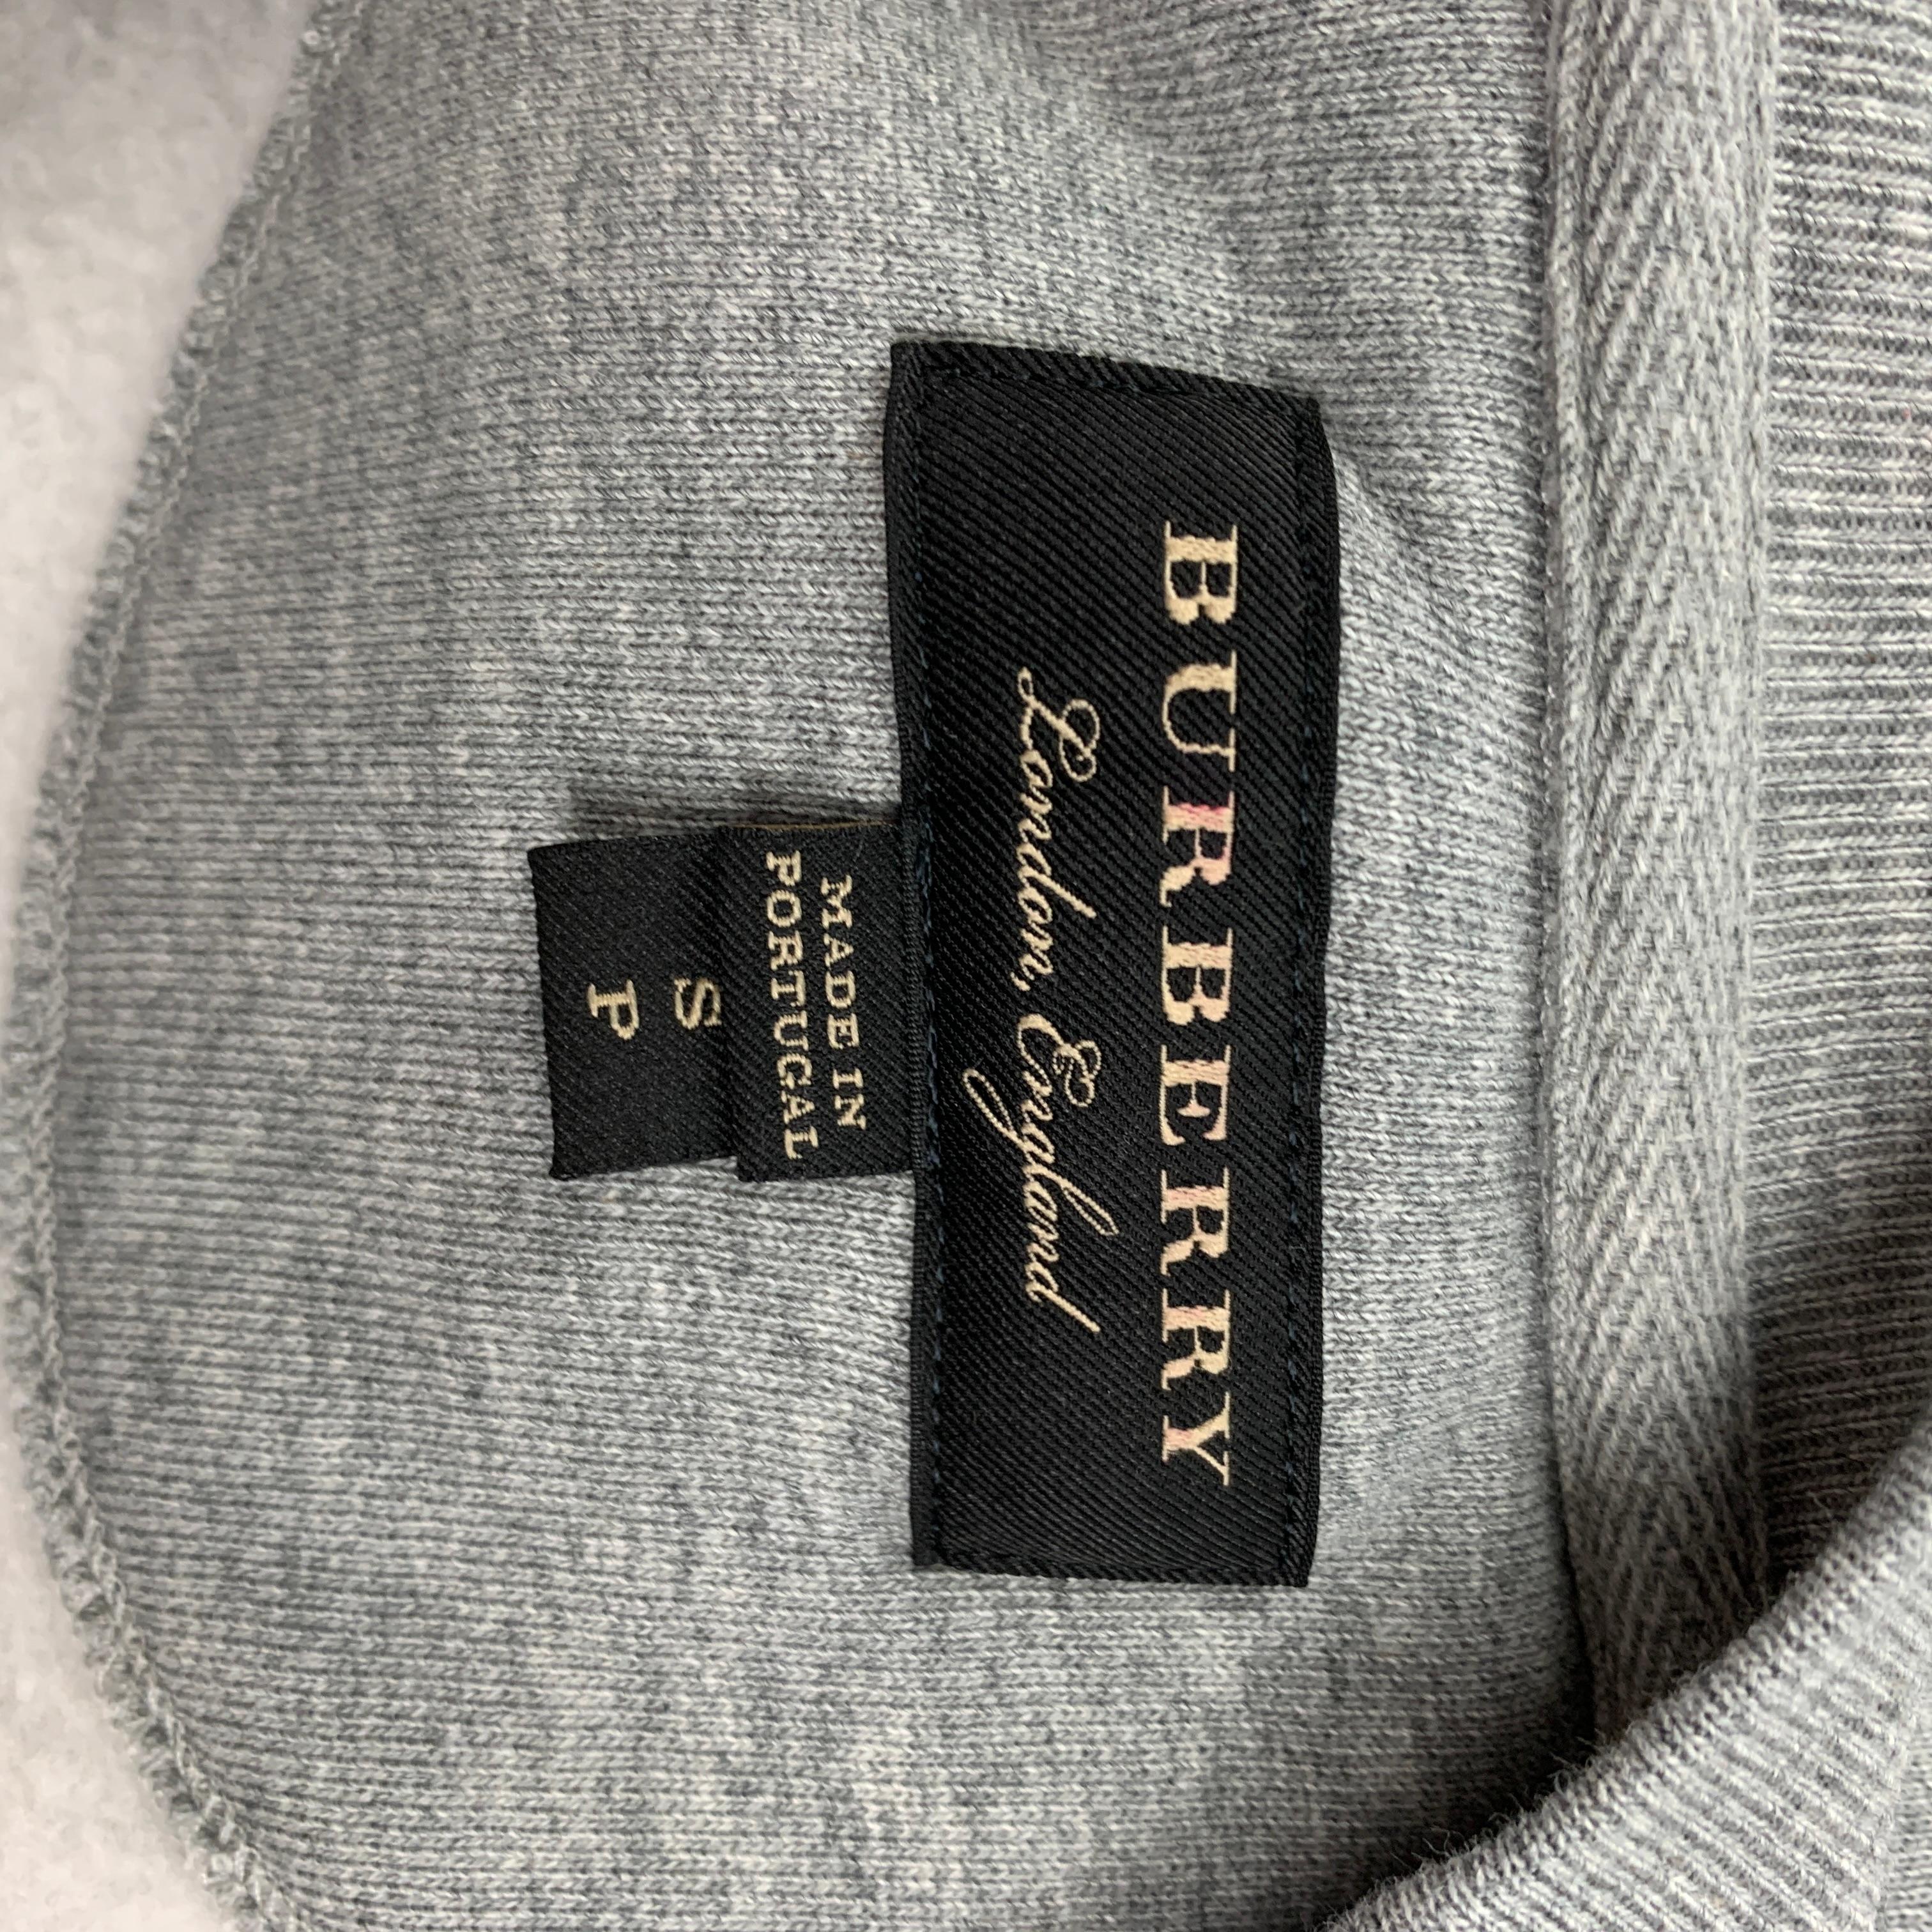 BURBERRY
London, England
MADE IN
PORTUGAL
S
P